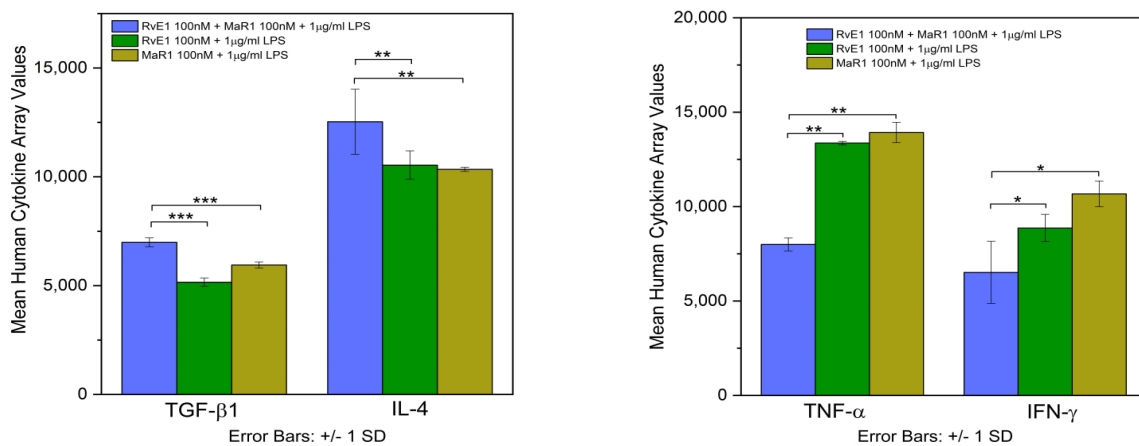 Mean Human Cytokine Array Values
RvE1 100nM + MaR1 100nM + 1μg/ml LPS
RvE1 100nM + 1μg/ml LPS
MaR1 100nM + 1μg/ml LPS
15,000
10,000
5,000
0
***
***
**
**
TGF-β1
IL-4
Error Bars: +/- 1 SD
Mean Human Cytokine Array Values
RvE1 100nM + MaR1 100nM + 1μg/ml LPS
RvE1 100nM + 1μg/ml LPS
MaR1 100nM + 1μg/ml LPS
20,000
15,000
10,000
5,000
0
**
**
*
*
TNF-α
IFN-γ
Error Bars: +/- 1 SD